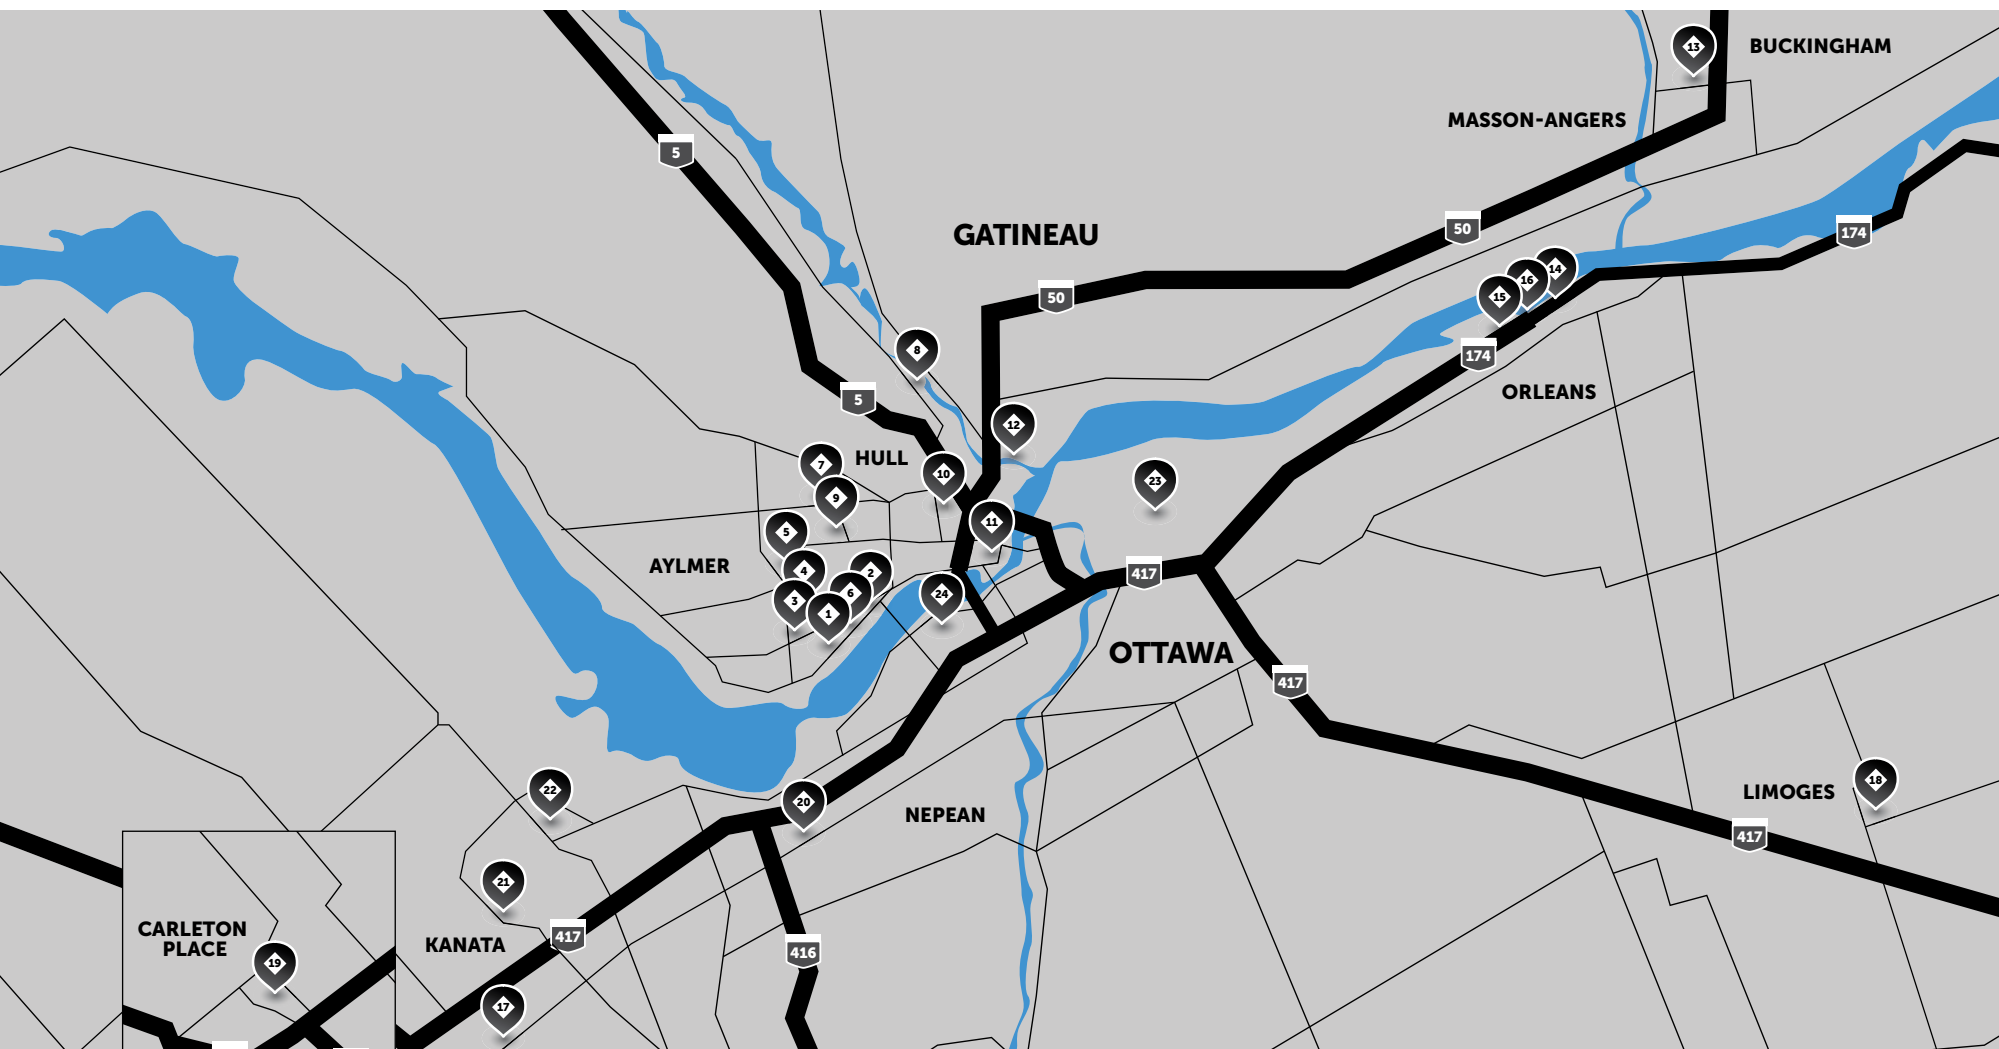 13
BUCKINGHAM
MASSON-ANGERS
5
50
174
GATINEAU
14
16
15
50
8
174
5
ORLEANS
12
HULL
7
10
23
9
11
5
AYLMER
4
2
417
6
24
3
1
OTTAWA
417
22
20
LIMOGES
18
NEPEAN
417
21
CARLETON
PLACE
KANATA
417
416
19
17